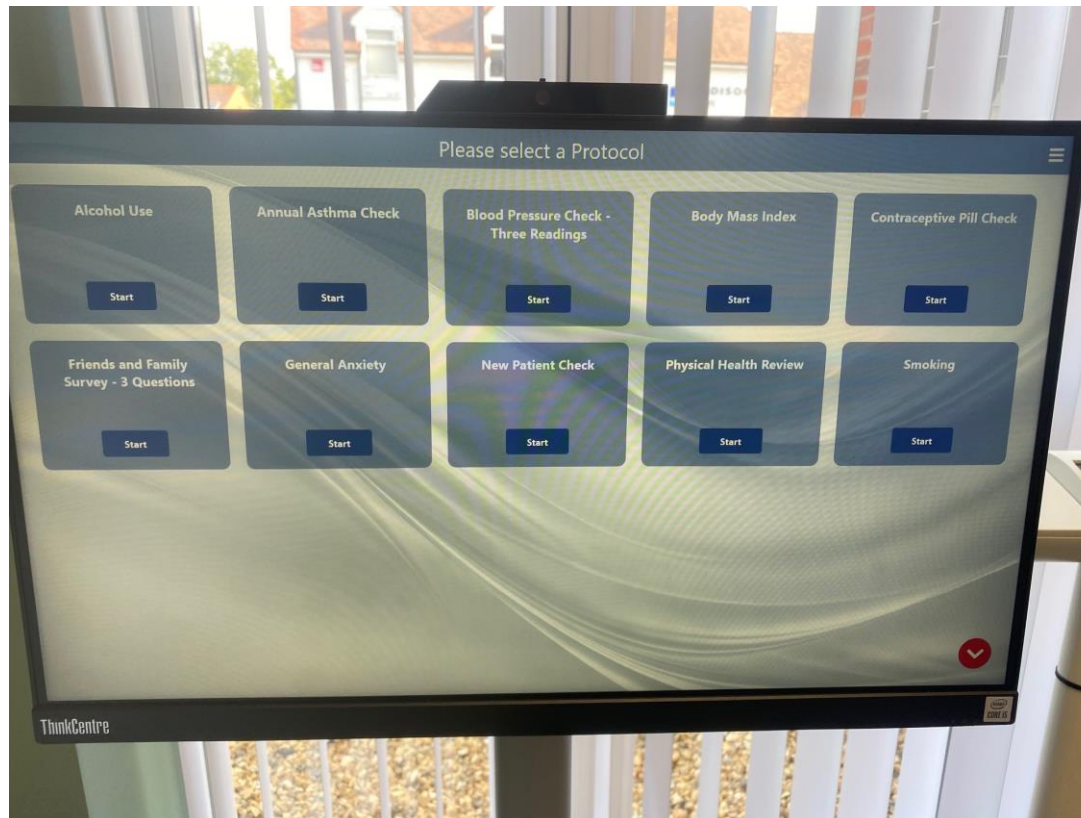 Please select a Protocol
Alcohol Use
Start
Annual Asthma Check
Start
Blood Pressure Check -
Three Readings
Start
Body Mass Index
Start
Contraceptive Pill Check
Start
Friends and Family
Survey - 3 Questions
Start
General Anxiety
Start
New Patient Check
Start
Physical Health Review
Start
Smoking
Start
ThinkCentre
CORE i5